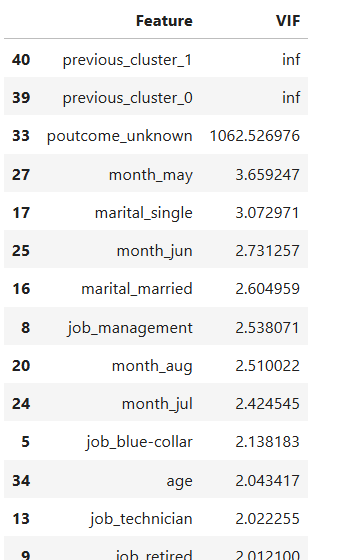 Feature VIF
40 previous_cluster_1 inf
39 previous_cluster_0 inf
33 poutcome_unknown 1062.526976
27 month_may 3.659247
17 marital_single 3.072971
25 month_jun 2.731257
16 marital_married 2.604959
8 job_management 2.538071
20 month_aug 2.510022
24 month_jul 2.424545
5 job_blue-collar 2.138183
34 age 2.043417
13 job_technician 2.022255
9 job_retired 2.012100